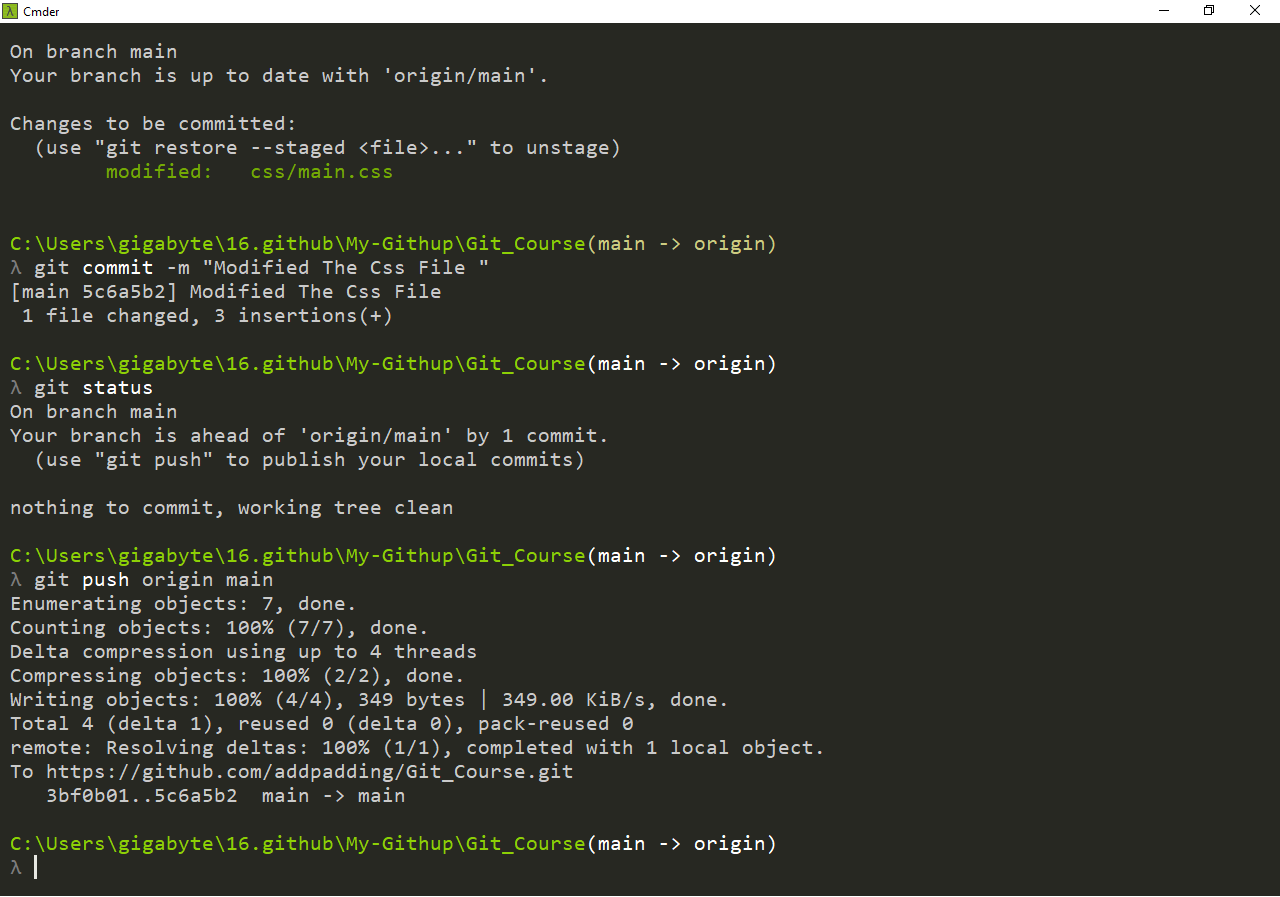 λ Cmder
On branch main
Your branch is up to date with 'origin/main'.
Changes to be committed:
  (use "git restore --staged <file>..." to unstage)
        modified:   css/main.css
C:\Users\gigabyte\16.github\My-Githup\Git_Course(main -> origin)
λ git commit -m "Modified The Css File "
[main 5c6a5b2] Modified The Css File
 1 file changed, 3 insertions(+)
C:\Users\gigabyte\16.github\My-Githup\Git_Course(main -> origin)
λ git status
On branch main
Your branch is ahead of 'origin/main' by 1 commit.
  (use "git push" to publish your local commits)
nothing to commit, working tree clean
C:\Users\gigabyte\16.github\My-Githup\Git_Course(main -> origin)
λ git push origin main
Enumerating objects: 7, done.
Counting objects: 100% (7/7), done.
Delta compression using up to 4 threads
Compressing objects: 100% (2/2), done.
Writing objects: 100% (4/4), 349 bytes | 349.00 KiB/s, done.
Total 4 (delta 1), reused 0 (delta 0), pack-reused 0
remote: Resolving deltas: 100% (1/1), completed with 1 local object.
To https://github.com/addpadding/Git_Course.git
   3bf0b01..5c6a5b2  main -> main
C:\Users\gigabyte\16.github\My-Githup\Git_Course(main -> origin)
λ